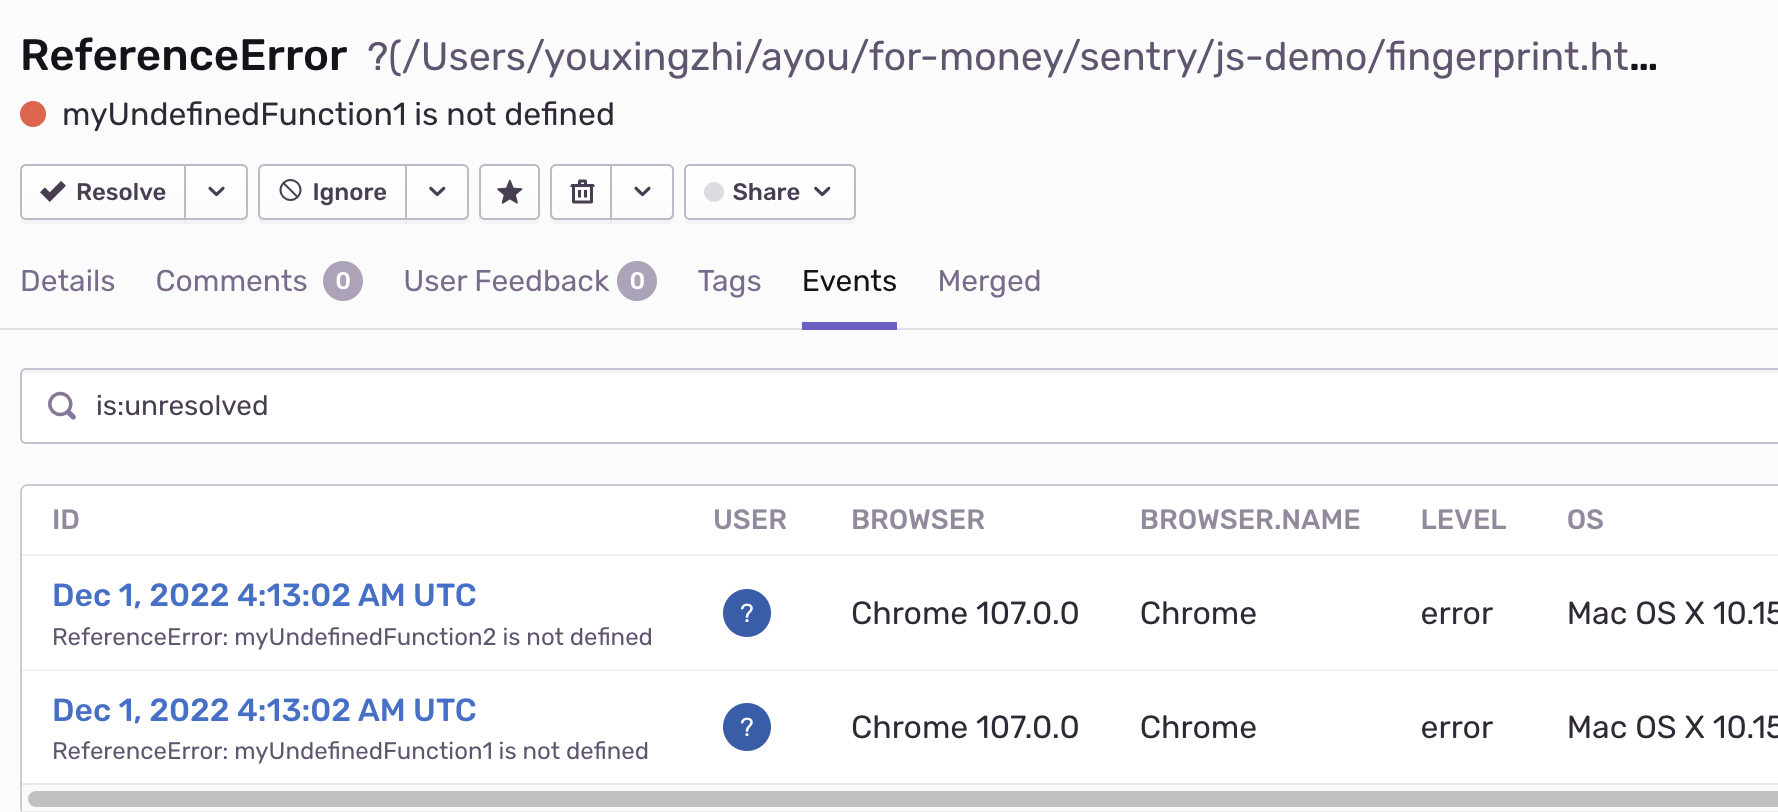 ReferenceError ?(/Users/youxingzhi/ayou/for-money/sentry/js-demo/fingerprint.ht...
myUndefinedFunction1 is not defined
Resolve Ignore Share
Details Comments 0 User Feedback 0 Tags Events Merged
is:unresolved
ID USER BROWSER BROWSER.NAME LEVEL OS
Dec 1, 2022 4:13:02 AM UTC ? Chrome 107.0.0 Chrome error Mac OS X 10.15
ReferenceError: myUndefinedFunction2 is not defined
Dec 1, 2022 4:13:02 AM UTC ? Chrome 107.0.0 Chrome error Mac OS X 10.15
ReferenceError: myUndefinedFunction1 is not defined